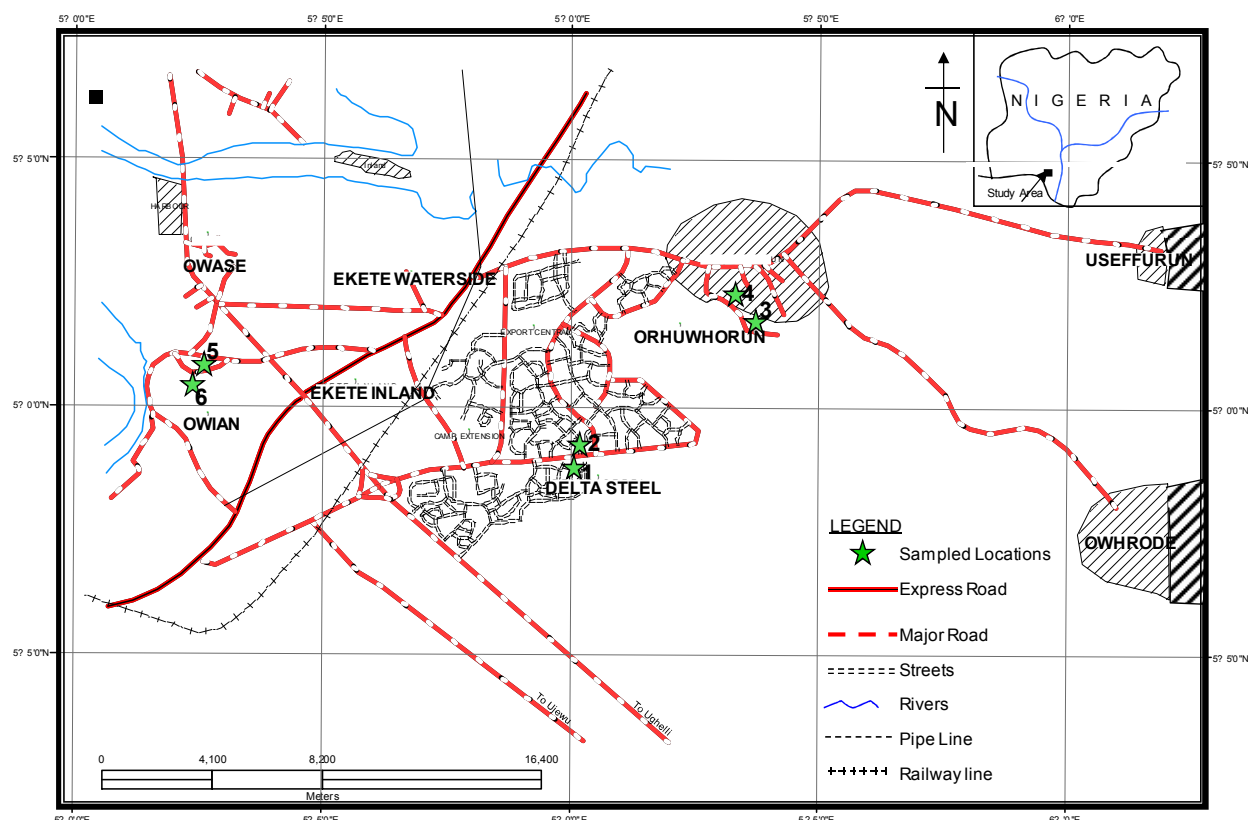 5? 0'0"E 5? 5'0"E 5? 0'0"E 5? 5'0"E 6? 0'0"E
N I G E R I A
N
5? 5'0"N 5? 5'0"N
Study Area
HARBOUR
OWASE
USEFFURUN
EKETE WATERSIDE
4
3
EXPORT CENTRAL
ORHUWHORUN
5
6
EKETE INLAND
5? 0'0"N 5? 0'0"N
OWIAN
CAMP EXTENSION
2
1
DELTA STEEL
LEGEND
OWHRODE
Sampled Locations
Express Road
Major Road
5? 5'0"N 5? 5'0"N
Streets
To Ujewu
To Ughelli
Rivers
Pipe Line
0 4,100 8,200 16,400
Railway line
Meters